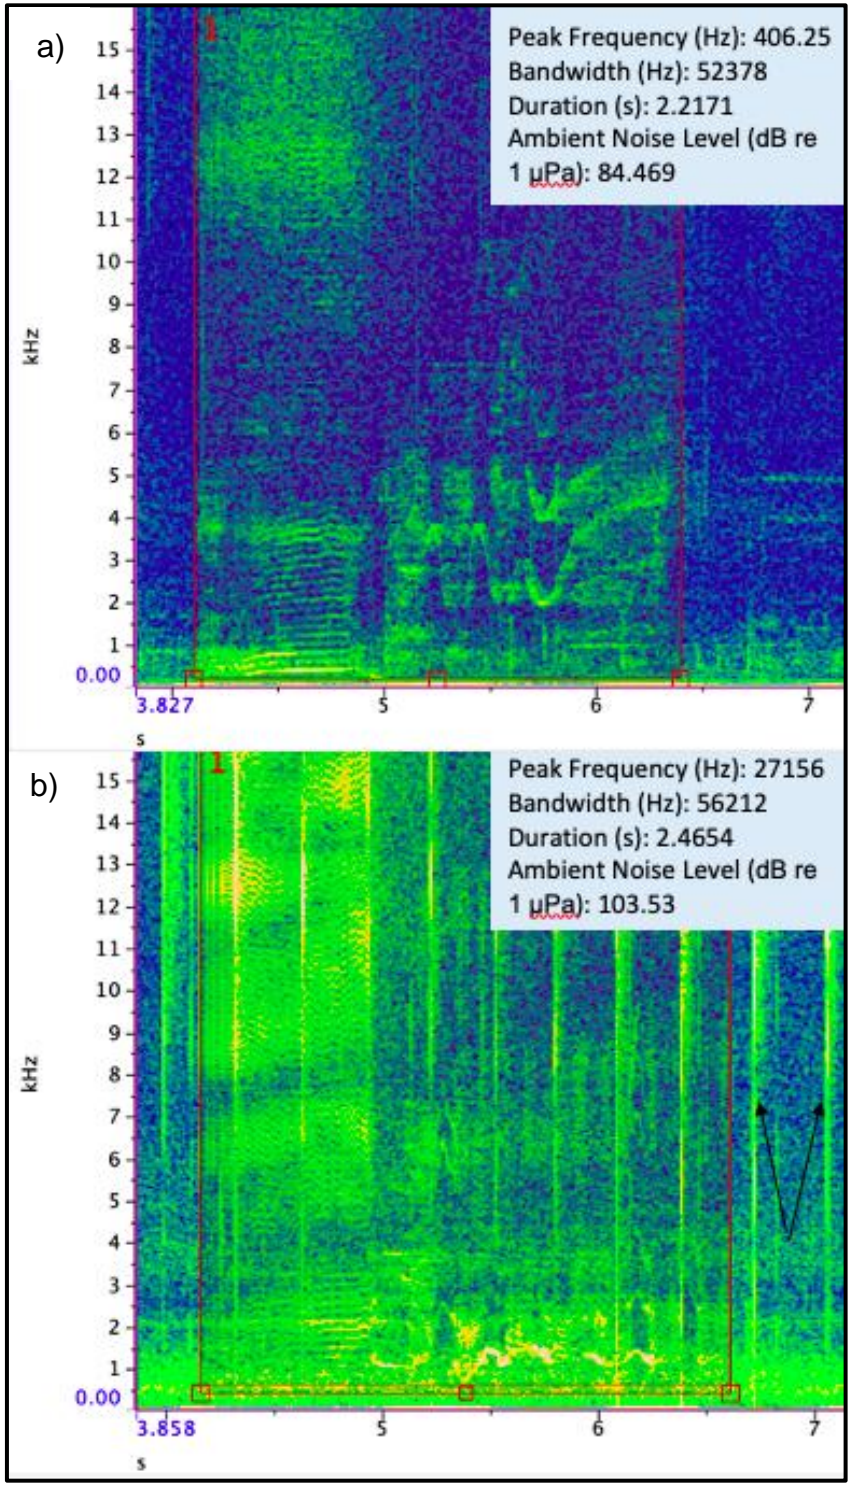 a)
1
Peak Frequency (Hz): 406.25
Bandwidth (Hz): 52378
Duration (s): 2.2171
Ambient Noise Level (dB re
1 µPa): 84.469
15
14
13
12
11
10
9
8
7
6
5
4
3
2
1
0.00
kHz
3.827
5
6
7
s
b)
1
Peak Frequency (Hz): 27156
Bandwidth (Hz): 56212
Duration (s): 2.4654
Ambient Noise Level (dB re
1 µPa): 103.53
15
14
13
12
11
10
9
8
7
6
5
4
3
2
1
0.00
kHz
3.858
5
6
7
s